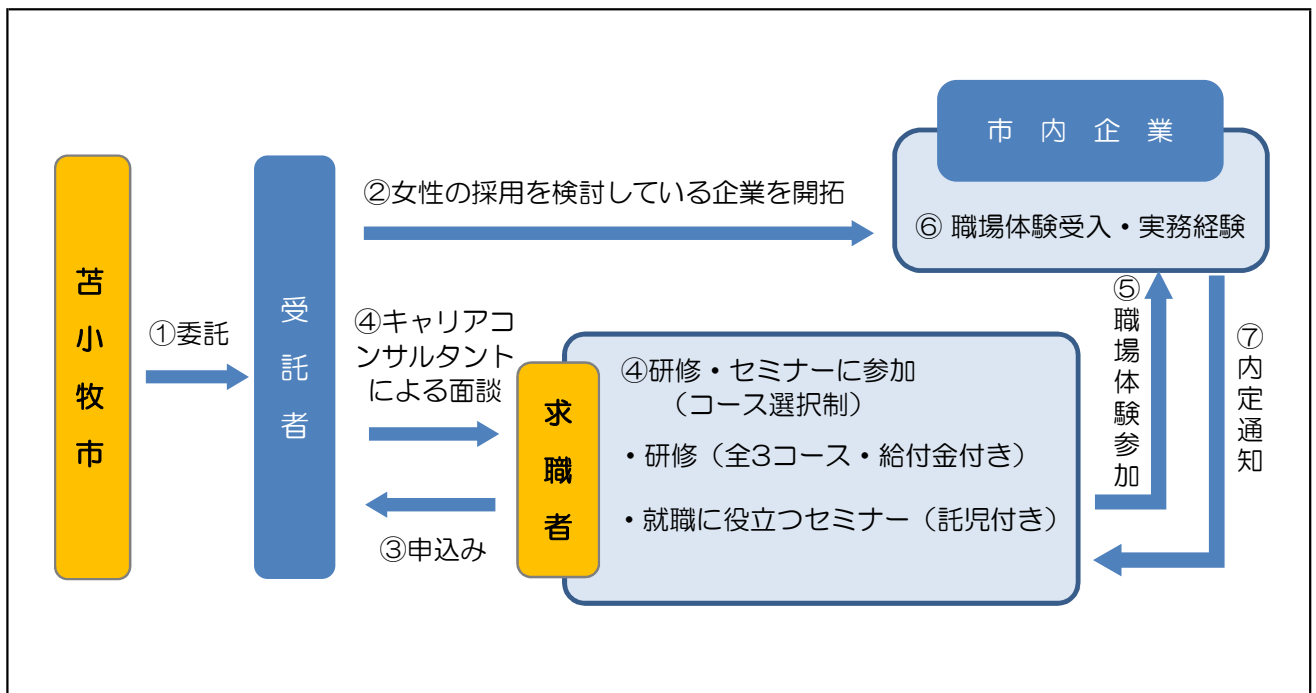 苫小牧市
①委託
受託者
②女性の採用を検討している企業を開拓
市内企業
⑥ 職場体験受入・実務経験
④キャリアコ
ンサルタント
による面談
③申込み
求職者
④研修・セミナーに参加
（コース選択制）
・研修（全3コース・給付金付き）
・就職に役立つセミナー（託児付き）
⑤職場体験参加
⑦内定通知